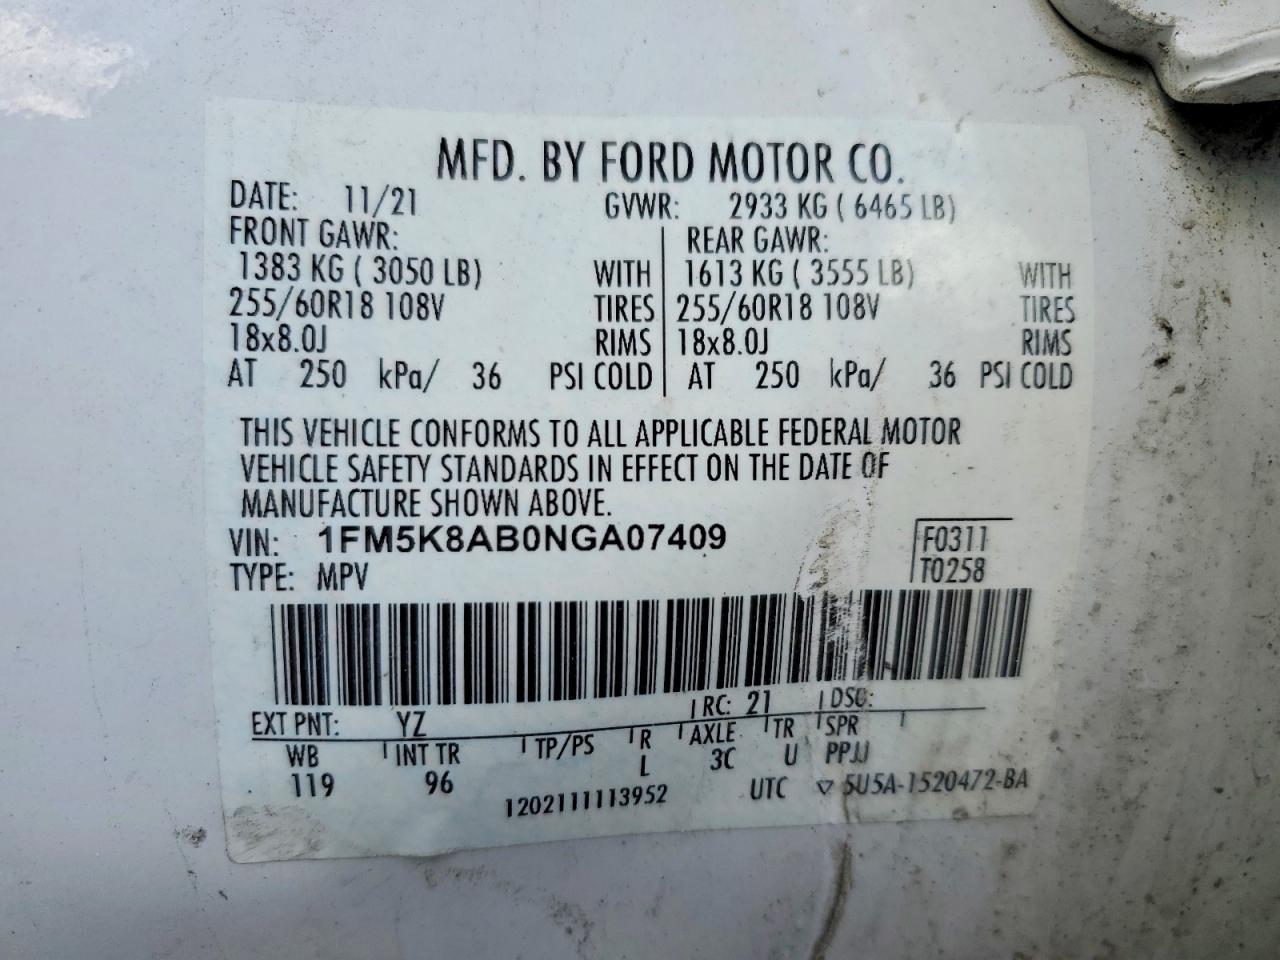 MFD. BY FORD MOTOR CO.
DATE: 11/21 GVWR: 2933 KG ( 6465 LB)
FRONT GAWR: REAR GAWR:
1383 KG ( 3050 LB) WITH 1613 KG ( 3555 LB) WITH
255/60R18 108V TIRES 255/60R18 108V TIRES
18x8.0J RIMS 18x8.0J RIMS
AT 250 kPa/ 36 PSI COLD AT 250 kPa/ 36 PSI COLD
THIS VEHICLE CONFORMS TO ALL APPLICABLE FEDERAL MOTOR
VEHICLE SAFETY STANDARDS IN EFFECT ON THE DATE OF
MANUFACTURE SHOWN ABOVE.
VIN: 1FM5K8AB0NGA07409 F0311
TYPE: MPV T0258
EXT PNT: YZ RC: 21 DSO:
WB INT TR TP/PS R AXLE TR SPR
119 96 L 3C U PPJJ
1202111113952 UTC ▽ 5U5A-1520472-BA